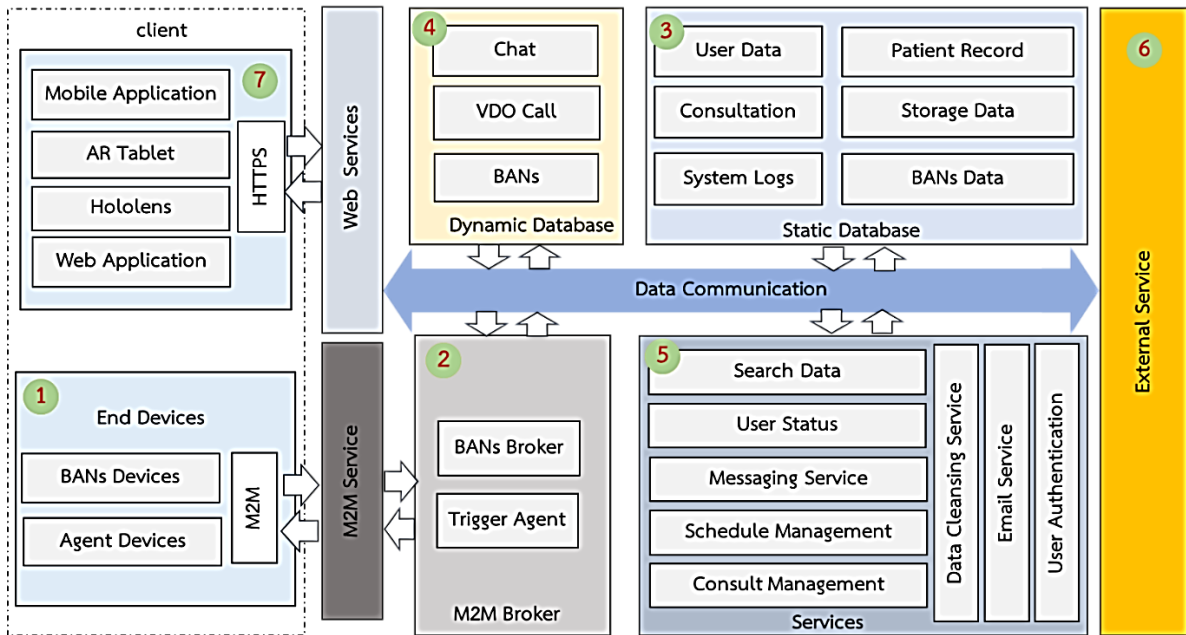 client
7
Mobile Application
AR Tablet
Hololens
Web Application
HTTPS
1
End Devices
BANs Devices
Agent Devices
M2M
Web Services
M2M Service
4
Chat
VDO Call
BANs
Dynamic Database
3
User Data
Patient Record
Consultation
Storage Data
System Logs
BANs Data
Static Database
Data Communication
2
BANs Broker
Trigger Agent
M2M Broker
5
Search Data
User Status
Messaging Service
Schedule Management
Consult Management
Data Cleansing Service
Email Service
User Authentication
Services
6
External Service